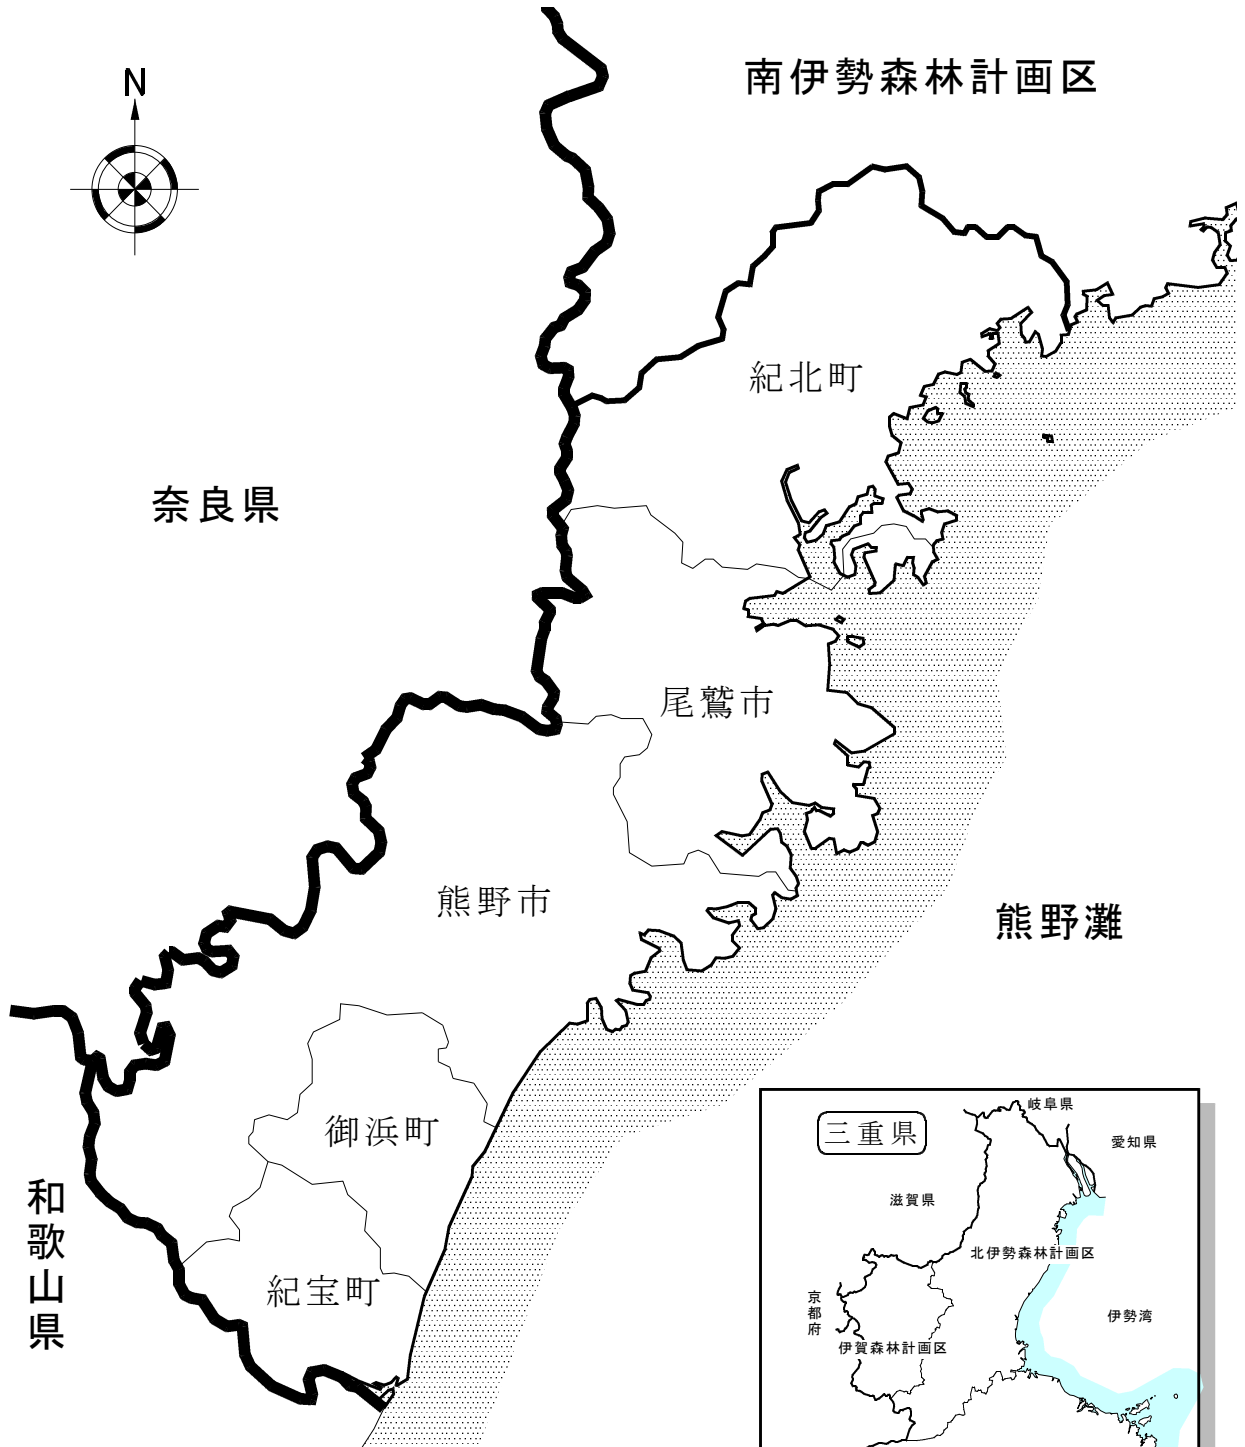 N
南伊勢森林計画区
紀北町
奈良県
尾鷲市
熊野市
熊野灘
御浜町
和歌山県
紀宝町
三重県
岐阜県
愛知県
滋賀県
北伊勢森林計画区
京都府
伊勢湾
伊賀森林計画区